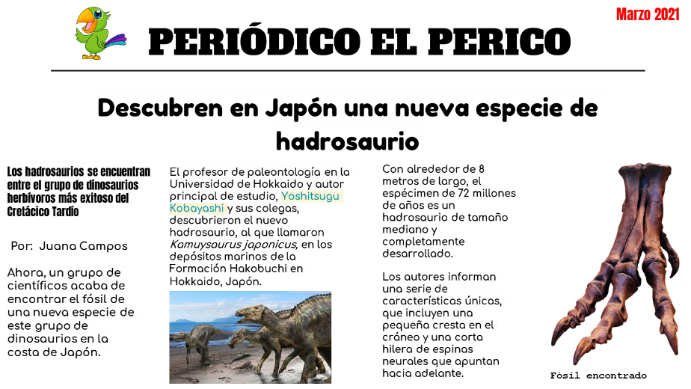 Marzo 2021
PERIÓDICO EL PERICO
Descubren en Japón una nueva especie de
hadrosaurio
Los hadrosaurios se encuentran
entre el grupo de dinosaurios
herbívoros más exitoso del
Cretácico Tardío
Por: Juana Campos
Ahora, un grupo de
científicos acaba de
encontrar el fósil de
una nueva especie de
este grupo de
dinosaurios en la
costa de Japón.
El profesor de paleontología en la
Universidad de Hokkaido y autor
principal de estudio, Yoshitsugu
Kobayashi y sus colegas,
descubrieron el nuevo
hadrosaurio, al que llamaron
Kamuysaurus japonicus, en los
depósitos marinos de la
Formación Hakobuchi en
Hokkaido, Japón.
Con alrededor de 8
metros de largo, el
espécimen de 72 millones
de años es un
hadrosaurio de tamaño
mediano y
completamente
desarrollado.
Los autores informan
una serie de
características únicas,
que incluyen una
pequeña cresta en el
cráneo y una corta
hilera de espinas
neurales que apuntan
hacia adelante.
Fósil encontrado